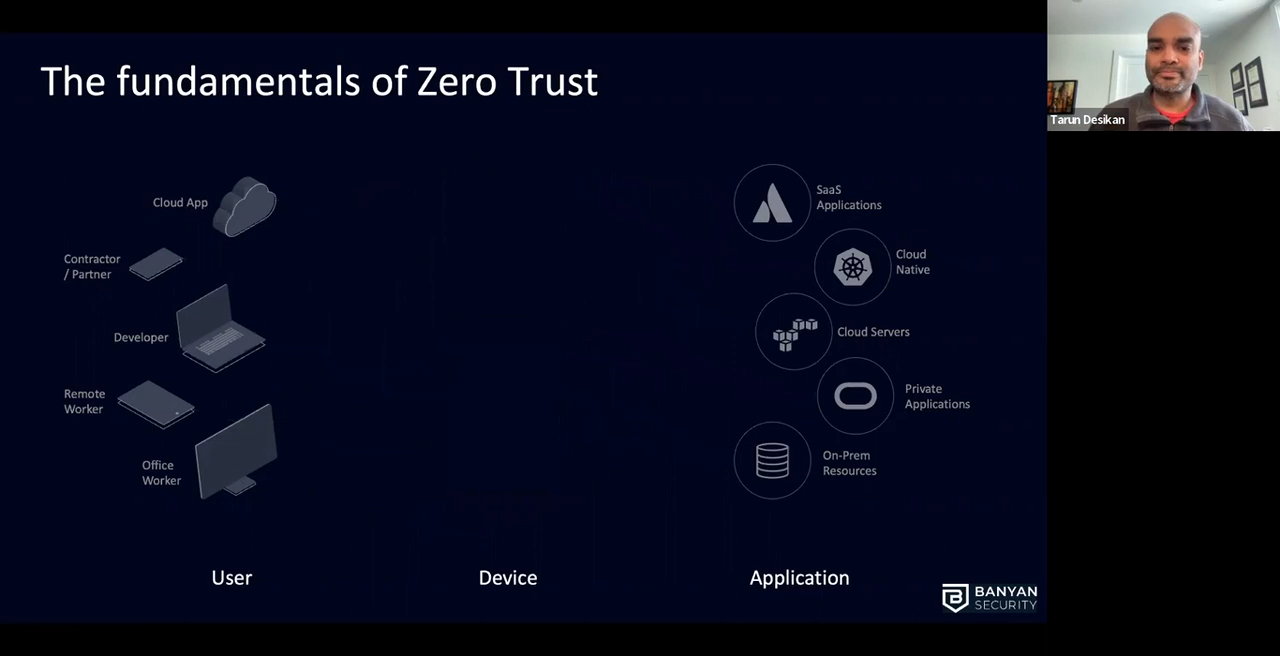 The fundamentals of Zero Trust
Tarun Desikan
Cloud App
Contractor
/ Partner
Developer
Remote
Worker
Office
Worker
SaaS
Applications
Cloud
Native
Cloud Servers
Private
Applications
On-Prem
Resources
User
Device
Application
BANYAN
SECURITY